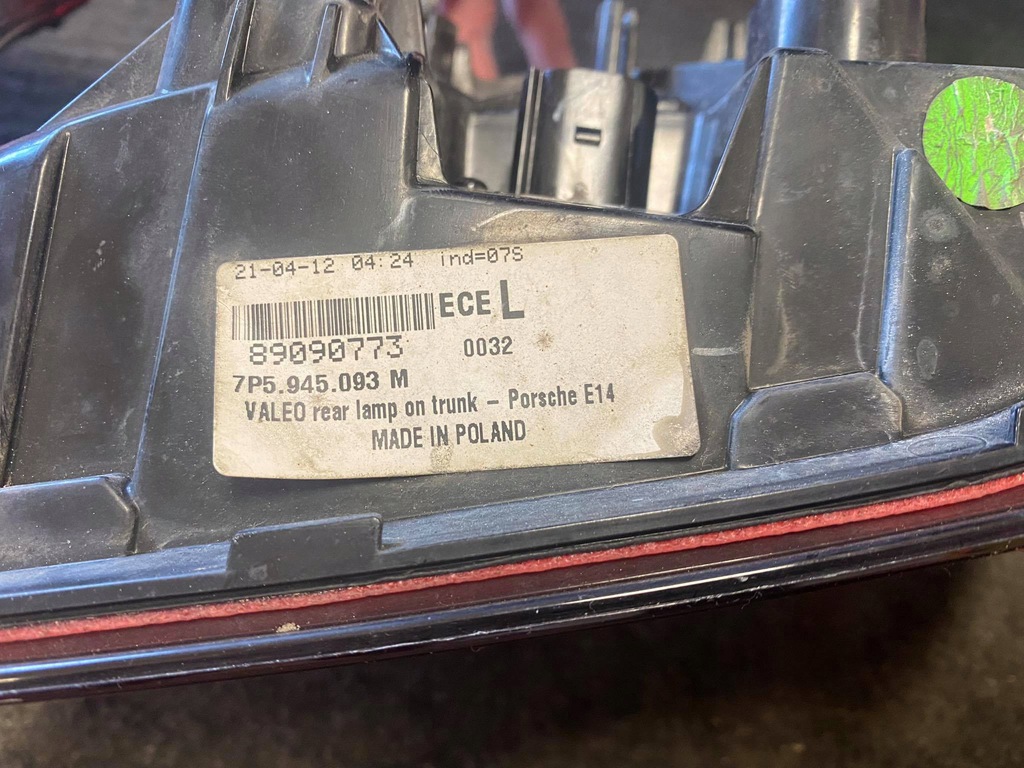 21-04-12 04:24 ind=07S
ECE L
89090773 0032
7P5.945.093 M
VALEO rear lamp on trunk – Porsche E14
MADE IN POLAND